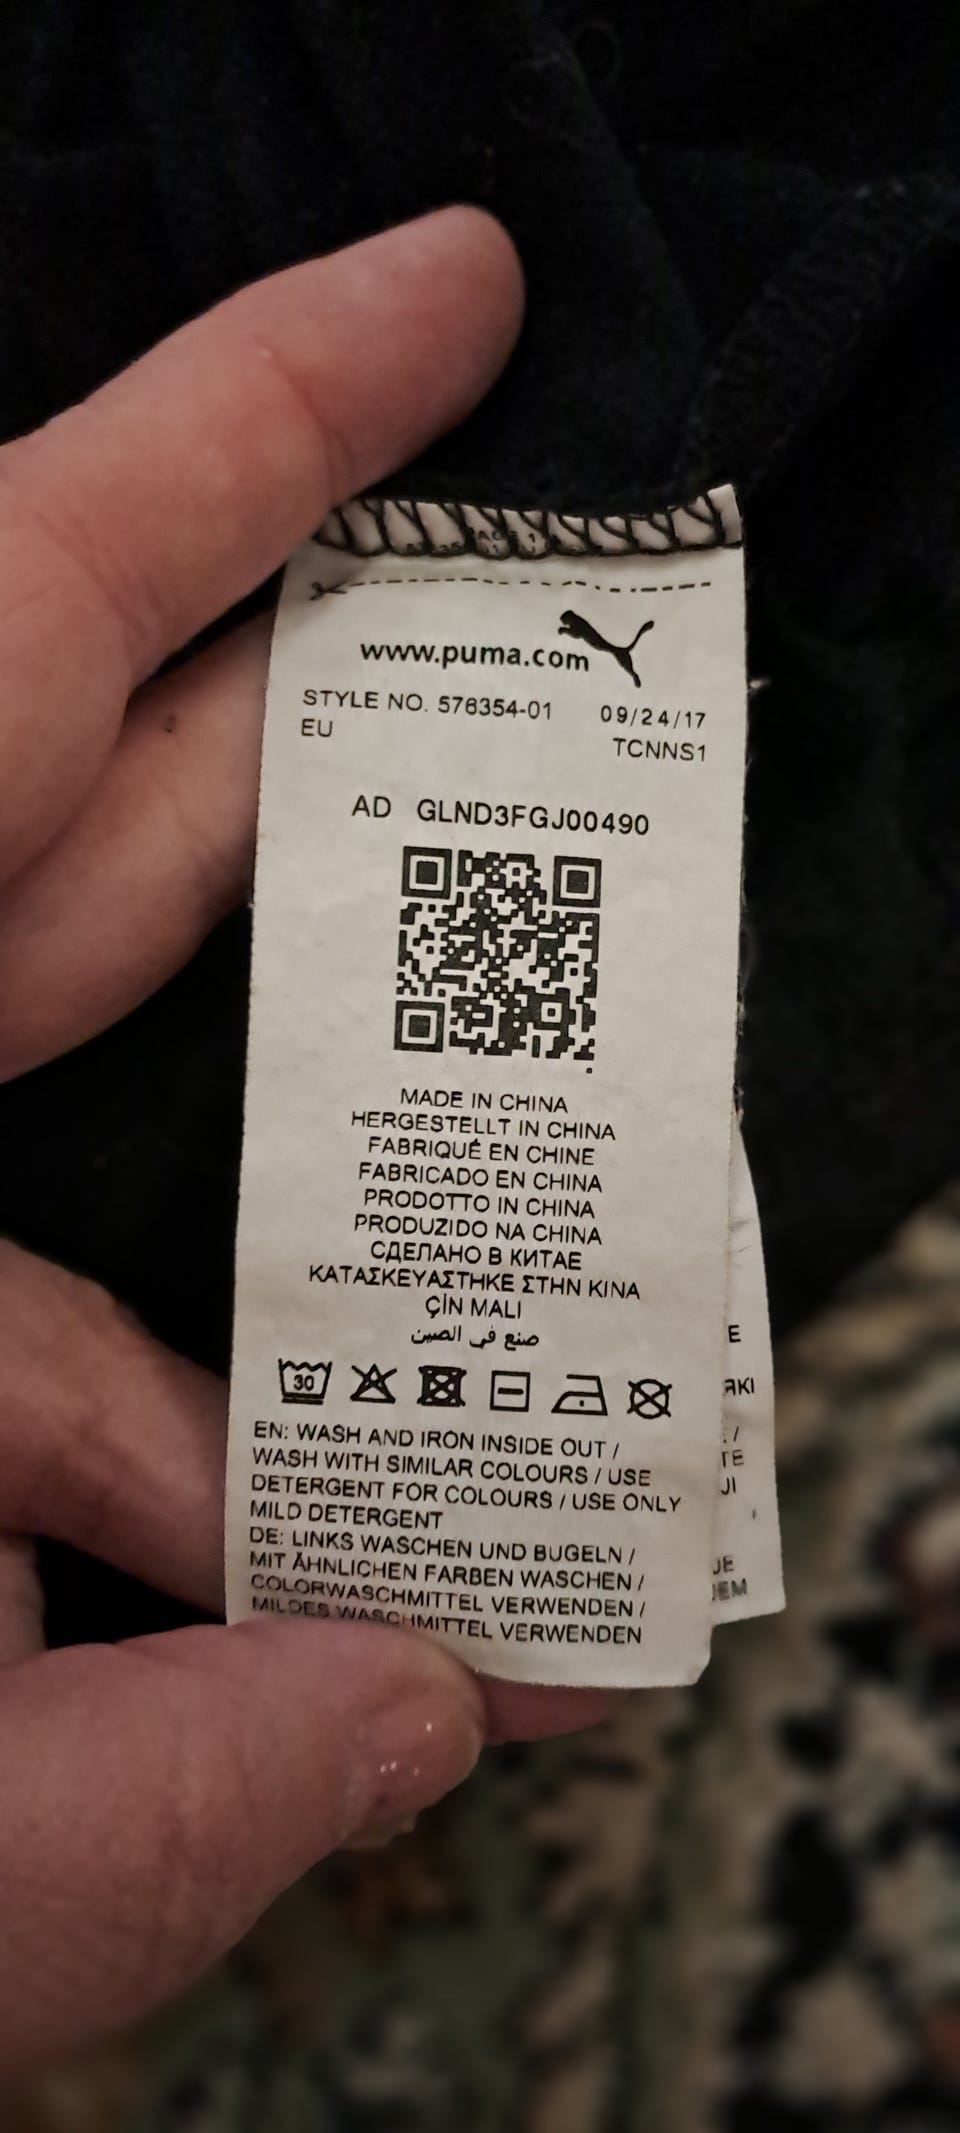 www.puma.com
STYLE NO. 576354-01 09/24/17
EU TCNNS1
AD GLND3FGJ00490
MADE IN CHINA
HERGESTELLT IN CHINA
FABRIQUÉ EN CHINE
FABRICADO EN CHINA
PRODOTTO IN CHINA
PRODUZIDO NA CHINA
СДЕЛАНО В КИТАЕ
ΚΑΤΑΣΚΕΥΑΣΤΗΚΕ ΣΤΗΝ ΚΙΝΑ
ÇİN MALI
صنع في الصين
30
EN: WASH AND IRON INSIDE OUT /
WASH WITH SIMILAR COLOURS / USE
DETERGENT FOR COLOURS / USE ONLY
MILD DETERGENT
DE: LINKS WASCHEN UND BUGELN /
MIT ÄHNLICHEN FARBEN WASCHEN /
COLORWASCHMITTEL VERWENDEN /
MILDES WASCHMITTEL VERWENDEN